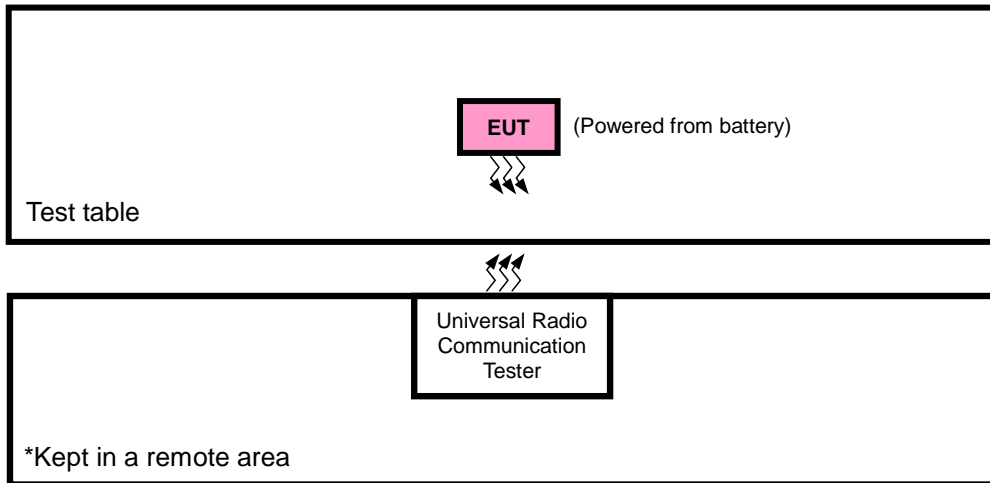 EUT
(Powered from battery)
Test table
Universal Radio
Communication
Tester
*Kept in a remote area